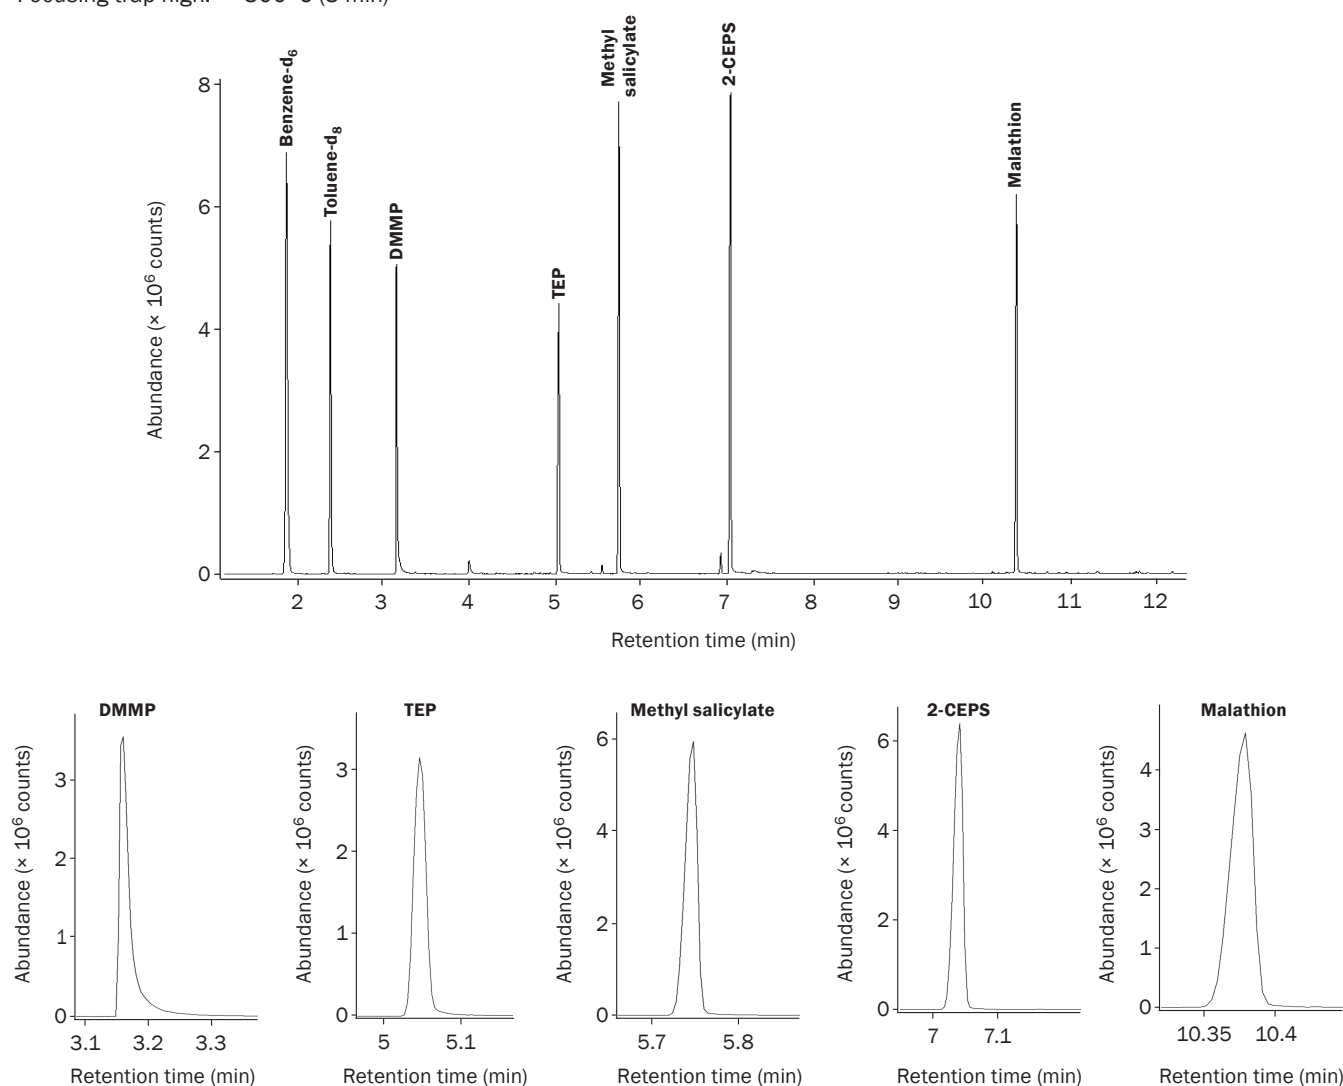 Focusing trap high: 300°C (3 min)
Benzene-d6
Toluene-d8
DMMP
TEP
Methyl
salicylate
2-CEPS
Malathion
Abundance (× 10⁶ counts)
8
6
4
2
0
2 3 4 5 6 7 8 9 10 11 12
Retention time (min)
DMMP
Abundance (× 10⁶ counts)
3
2
1
0
3.1 3.2 3.3
Retention time (min)
TEP
Abundance (× 10⁶ counts)
3
2
1
0
5 5.1
Retention time (min)
Methyl salicylate
Abundance (× 10⁶ counts)
6
4
2
0
5.7 5.8
Retention time (min)
2-CEPS
Abundance (× 10⁶ counts)
6
4
2
0
7 7.1
Retention time (min)
Malathion
Abundance (× 10⁶ counts)
4
3
2
1
0
10.35 10.4
Retention time (min)